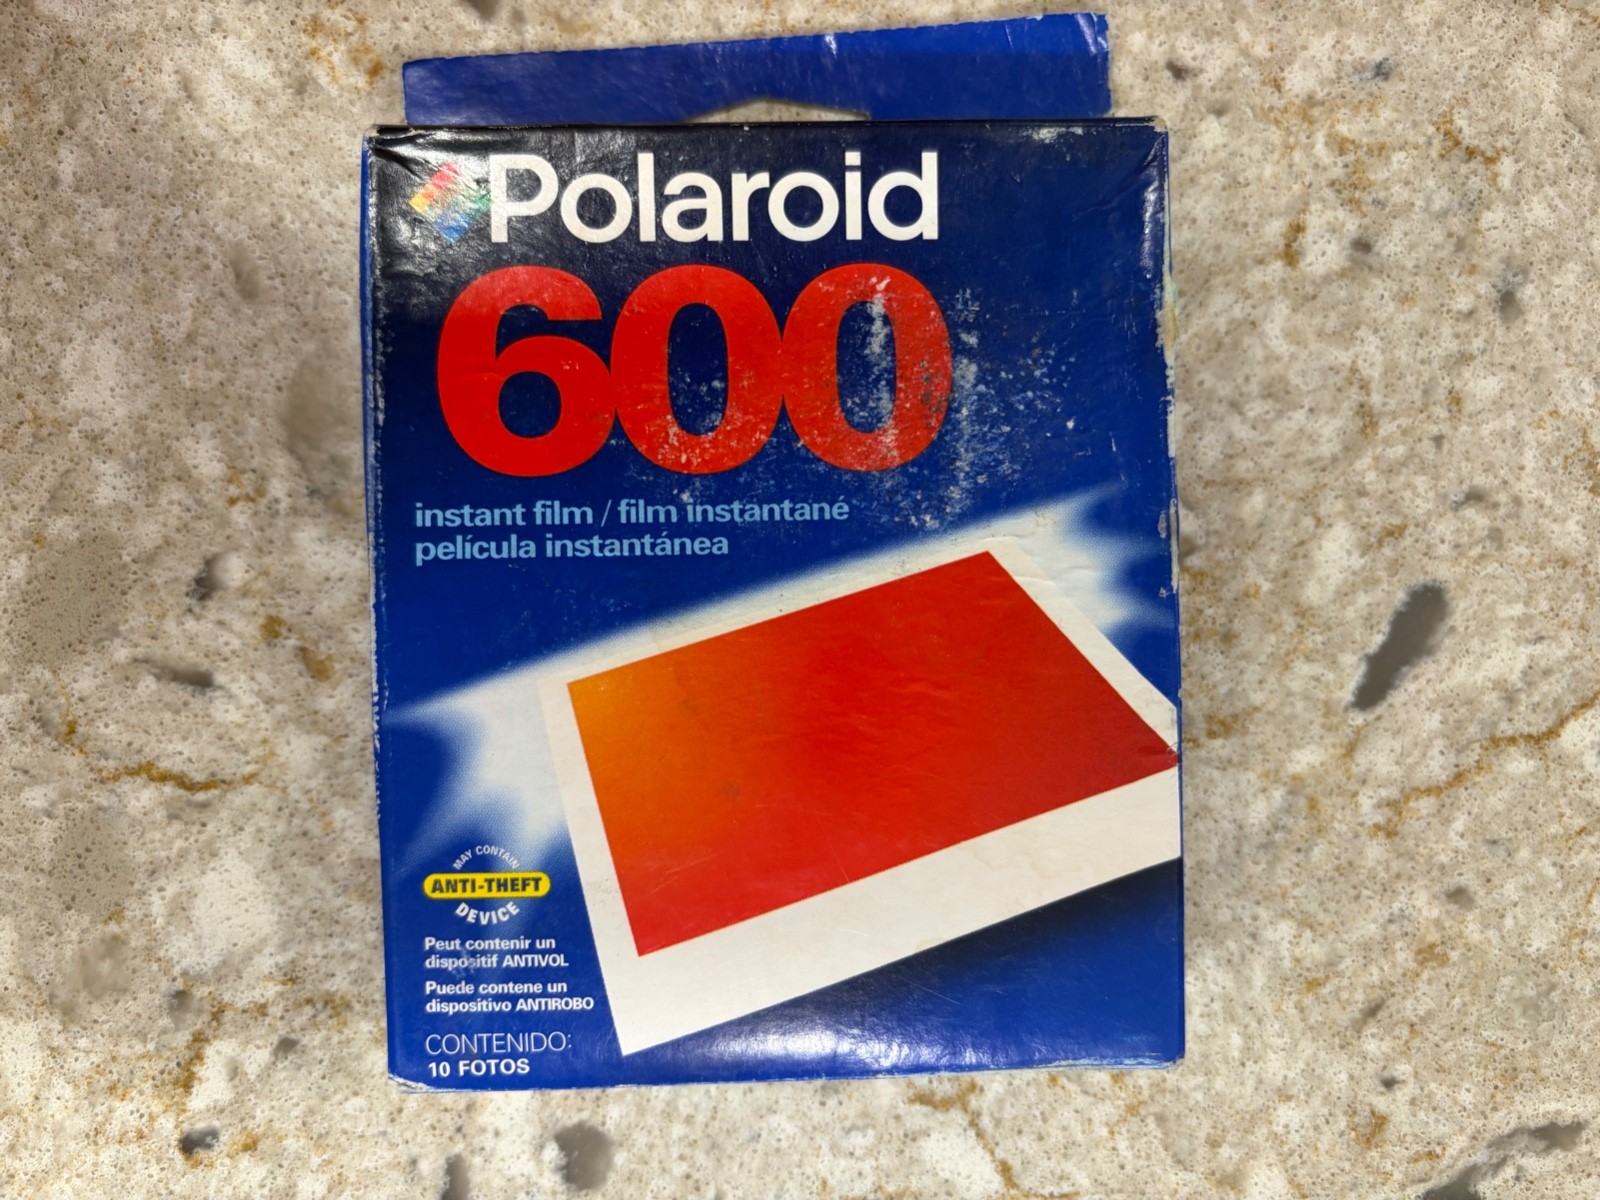 Polaroid
600
instant film / film instantané
película instantánea
MAY CONTAIN
ANTI-THEFT
DEVICE
Peut contenir un
dispositif ANTIVOL
Puede contene un
dispositivo ANTIROBO
CONTENIDO:
10 FOTOS